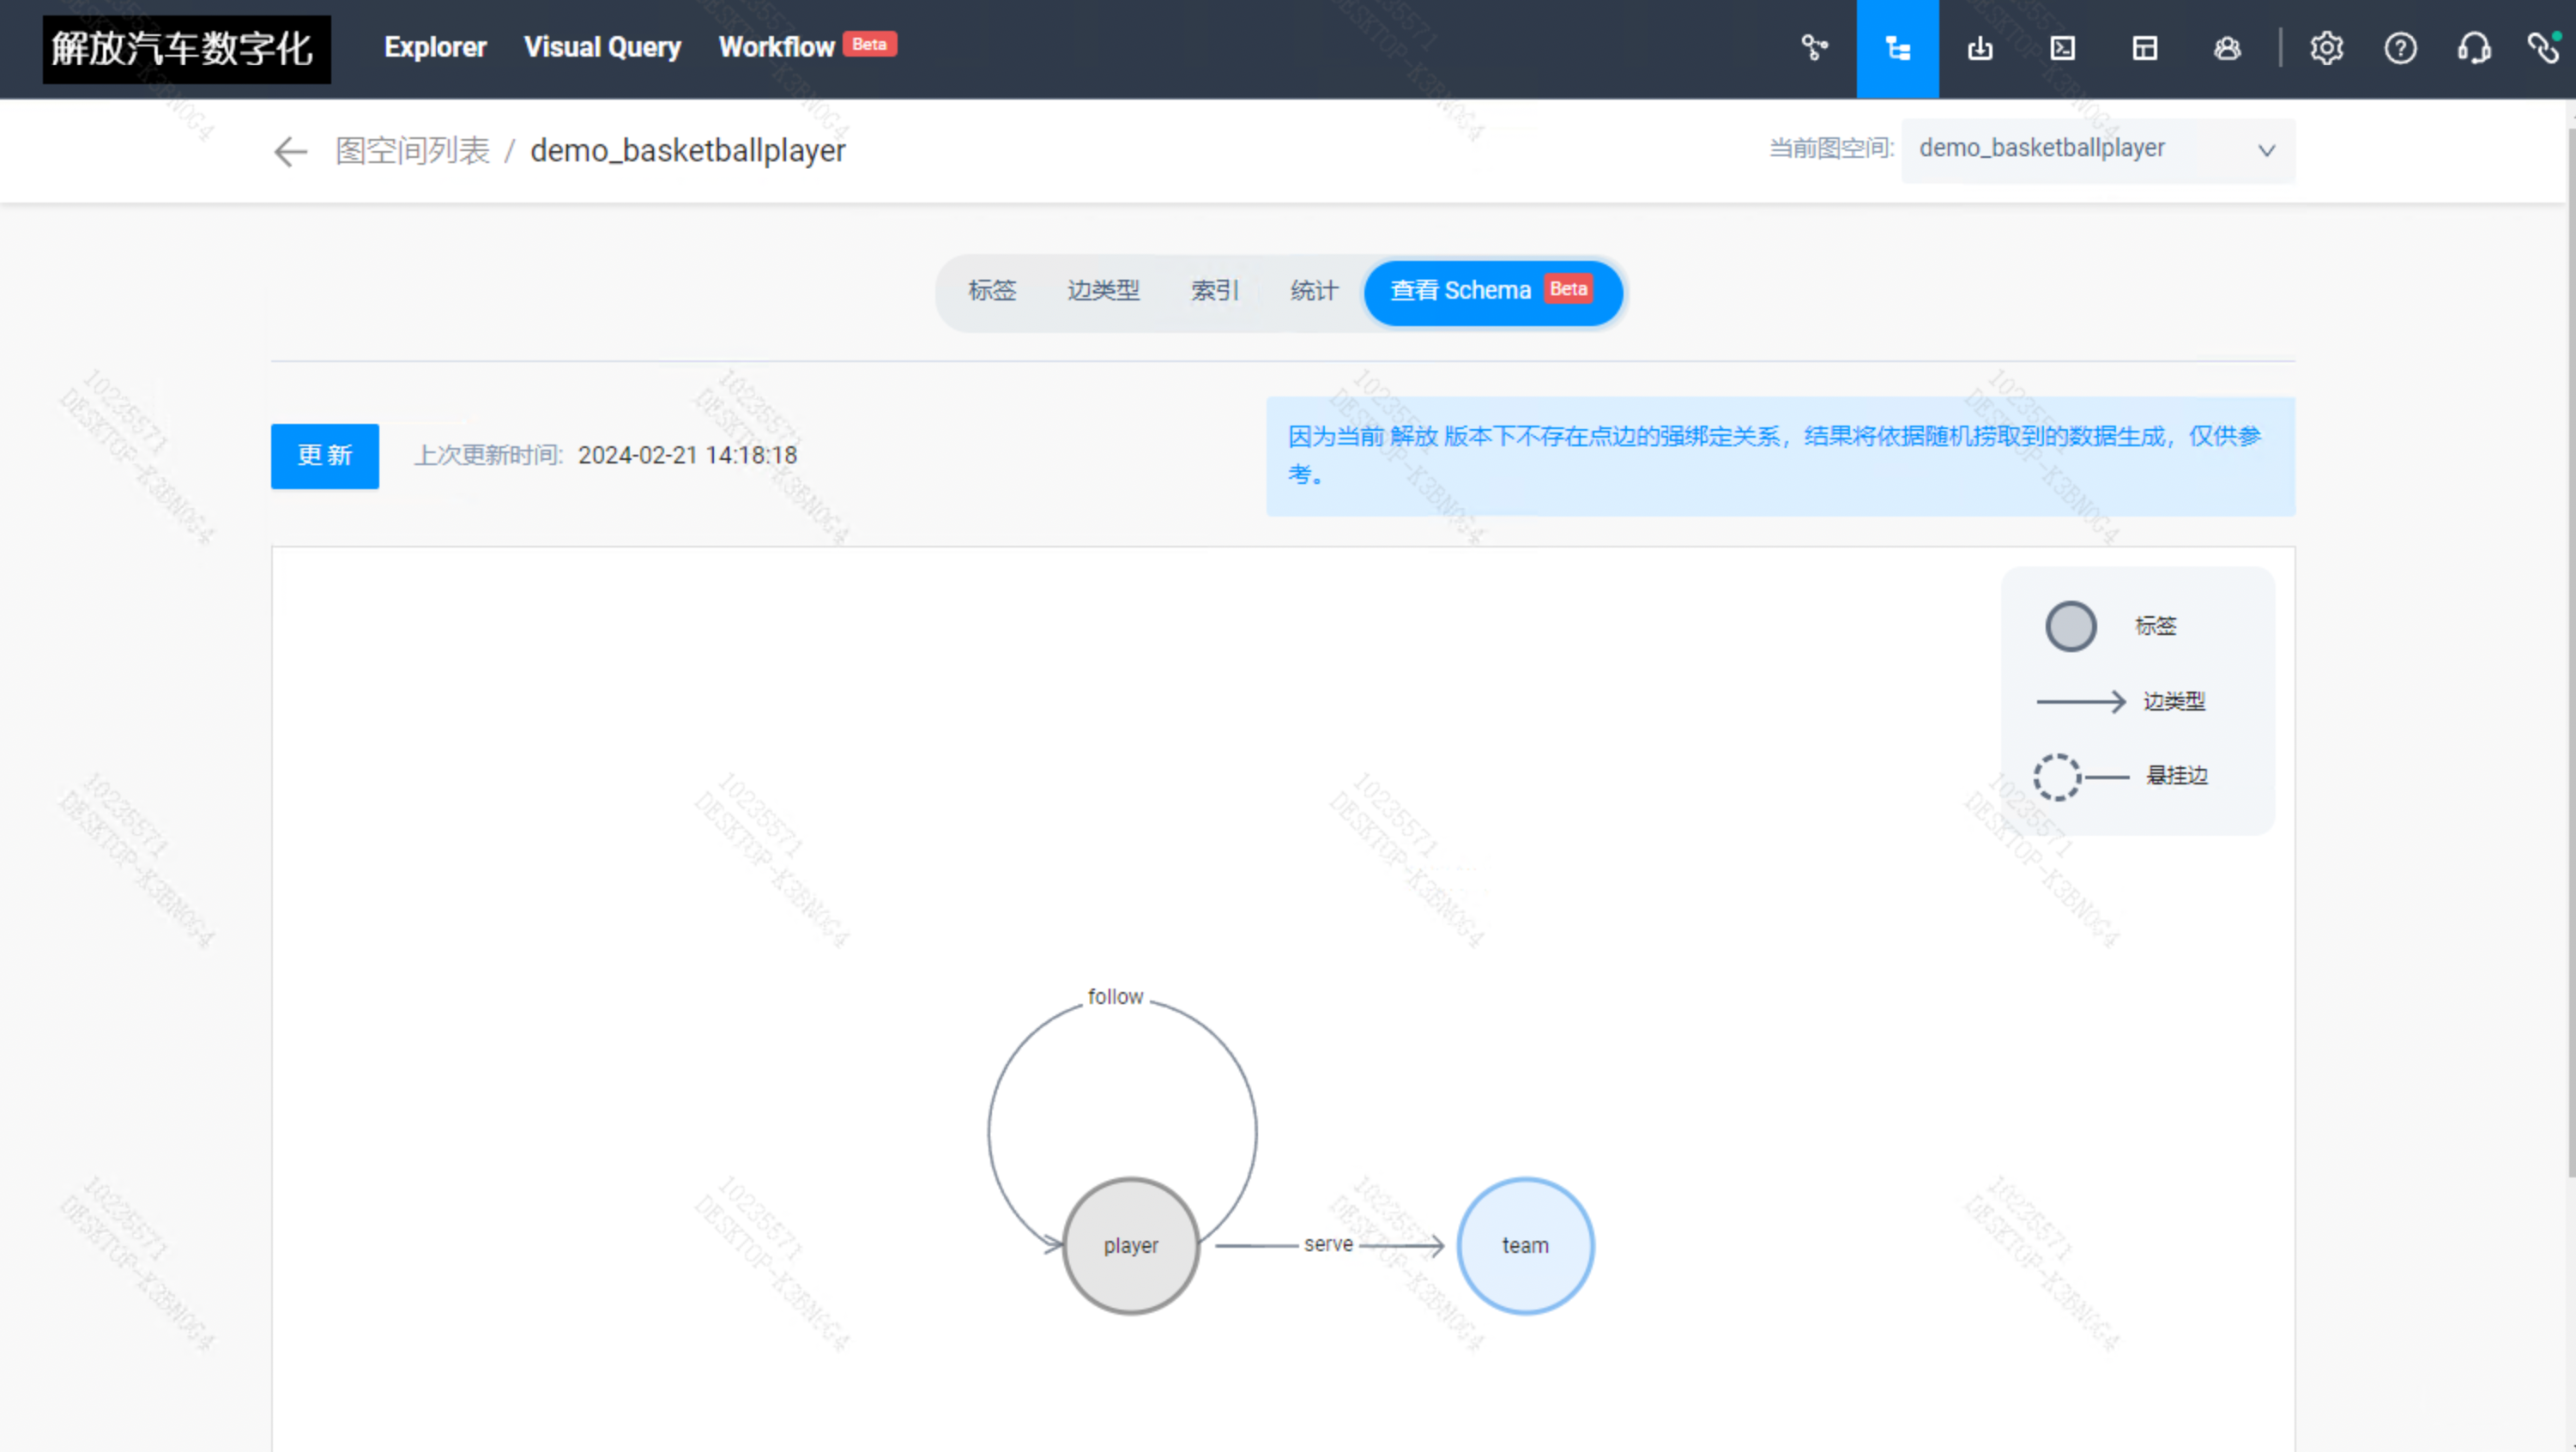 解放汽车数字化 Explorer Visual Query Workflow Beta
图空间列表 / demo_basketballplayer 当前图空间: demo_basketballplayer
标签 边类型 索引 统计 查看 Schema Beta
更新 上次更新时间: 2024-02-21 14:18:18
因为当前 解放 版本下不存在点边的强绑定关系，结果将依据随机捞取到的数据生成，仅供参
考。
标签
边类型
悬挂边
follow
player serve team
10235571
DESKTOP-K3BN0G4